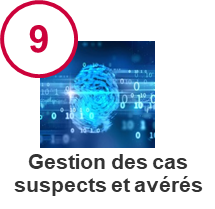 9
Gestion des cas
suspects et avérés